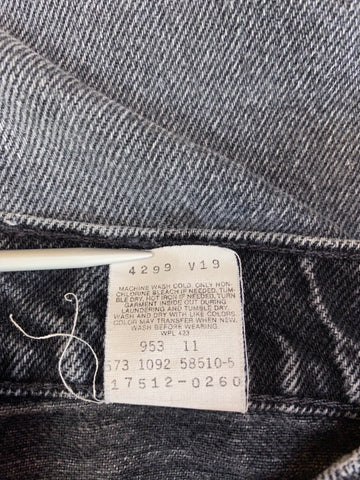 4299 V19
MACHINE WASH COLD. ONLY NON-
CHLORINE BLEACH IF NEEDED. TUM-
BLE DRY. HOT IRON IF NEEDED. TURN
GARMENT INSIDE OUT DURING
LAUNDERING AND TUMBLE DRY.
WASH AND DRY WITH LIKE COLORS.
COLOR MAY TRANSFER WHEN NEW.
WASH BEFORE WEARING.
WPL 423
953 11
573 1092 58510-5
17512-0260